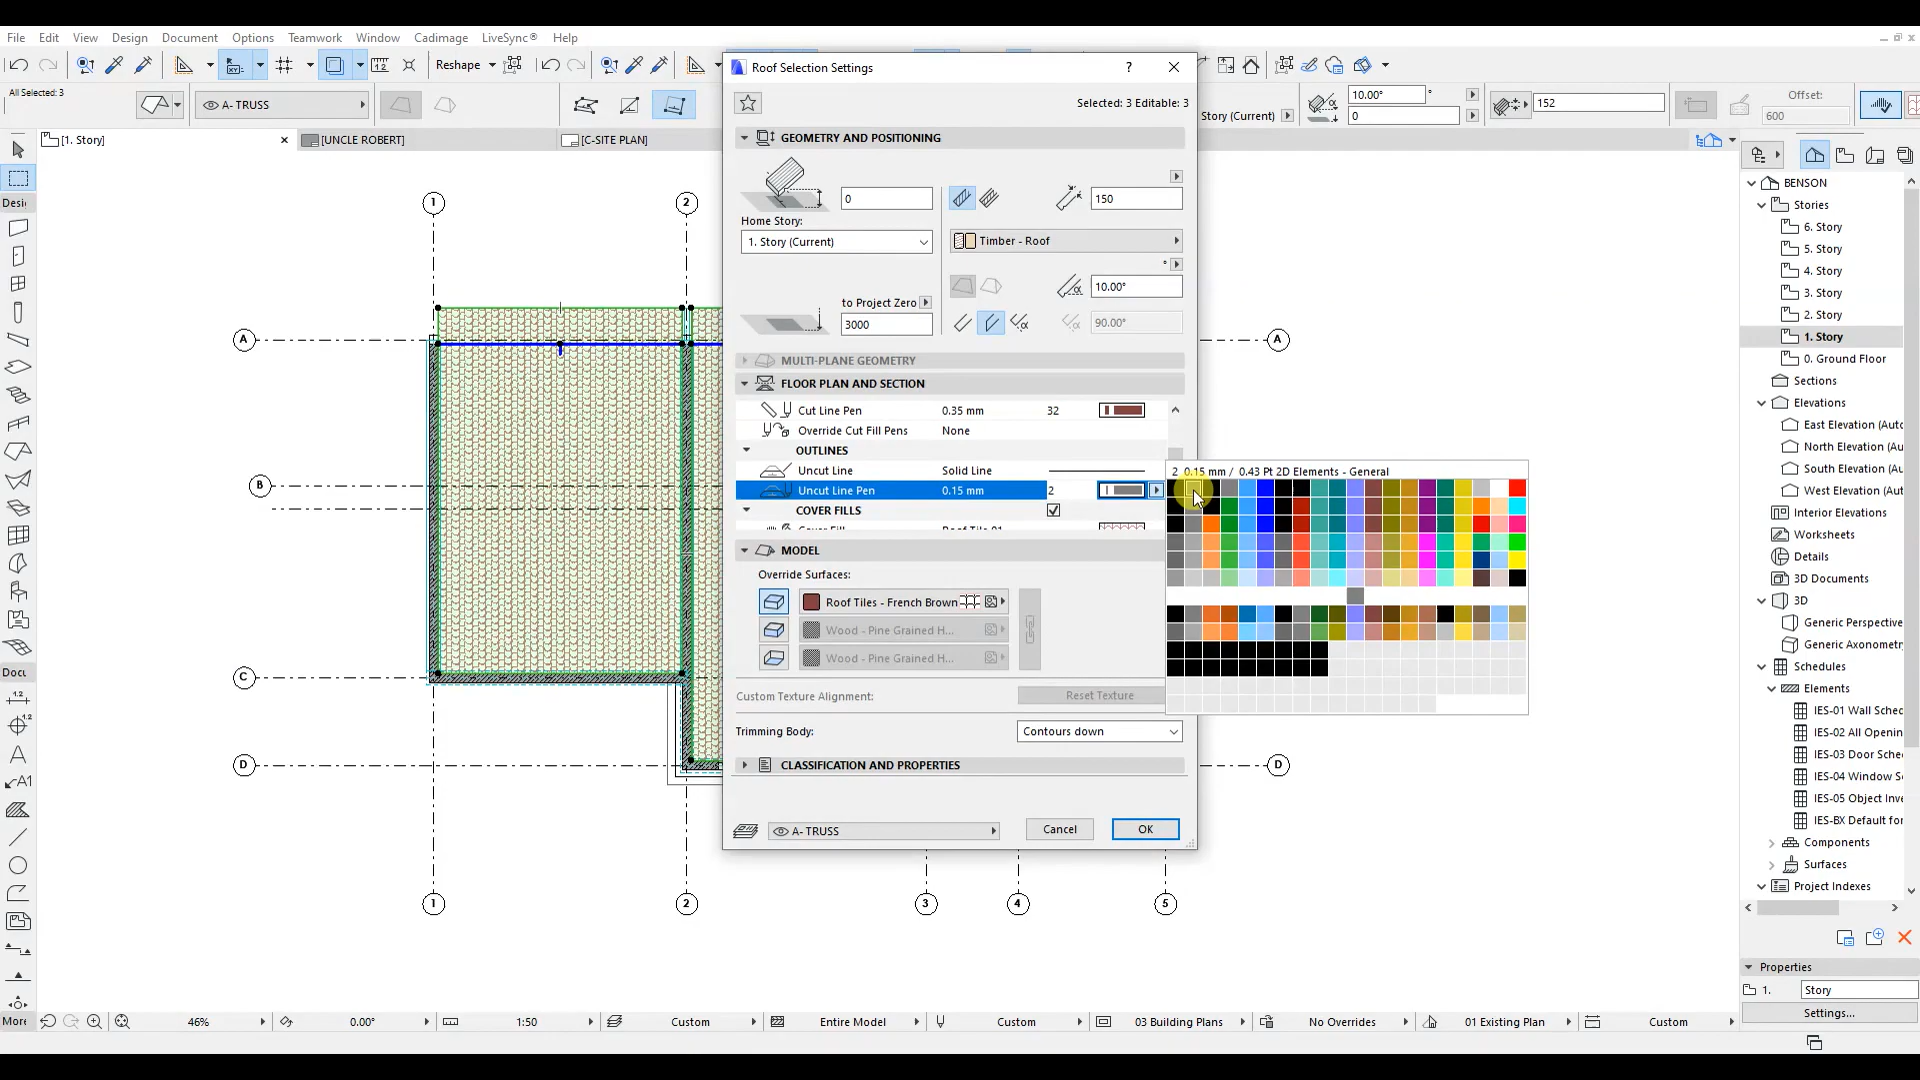 File Edit View Design Document Options Teamwork Window Cadimage LiveSync® Help
Reshape
All Selected: 3
A- TRUSS
Story (Current)
10.00°
0
152
Offset:
600
[1. Story]
[UNCLE ROBERT]
[C-SITE PLAN]
Roof Selection Settings
Selected: 3 Editable: 3
GEOMETRY AND POSITIONING
0
150
Home Story:
1. Story (Current)
Timber - Roof
to Project Zero
10.00°
3000
90.00°
MULTI-PLANE GEOMETRY
FLOOR PLAN AND SECTION
Cut Line Pen 0.35 mm 32
Override Cut Fill Pens None
OUTLINES
Uncut Line Solid Line
Uncut Line Pen 0.15 mm 2
COVER FILLS
MODEL
Override Surfaces:
Roof Tiles - French Brown
Wood - Pine Grained H...
Wood - Pine Grained H...
Custom Texture Alignment: Reset Texture
Trimming Body: Contours down
CLASSIFICATION AND PROPERTIES
A- TRUSS
Cancel OK
2 0.15 mm / 0.43 Pt 2D Elements - General
1 2
A A
B
C
D D
1 2 3 4 5
Desi
Docu
More
BENSON
Stories
6. Story
5. Story
4. Story
3. Story
2. Story
1. Story
0. Ground Floor
Sections
Elevations
East Elevation (Auto
North Elevation (Au
South Elevation (Au
West Elevation (Aut
Interior Elevations
Worksheets
Details
3D Documents
3D
Generic Perspective
Generic Axonometr
Schedules
Elements
IES-01 Wall Sched
IES-02 All Openin
IES-03 Door Sche
IES-04 Window S
IES-05 Object Inve
IES-BX Default for
Components
Surfaces
Project Indexes
Properties
1. Story
Settings...
46% 0.00° 1:50 Custom Entire Model Custom 03 Building Plans No Overrides 01 Existing Plan Custom